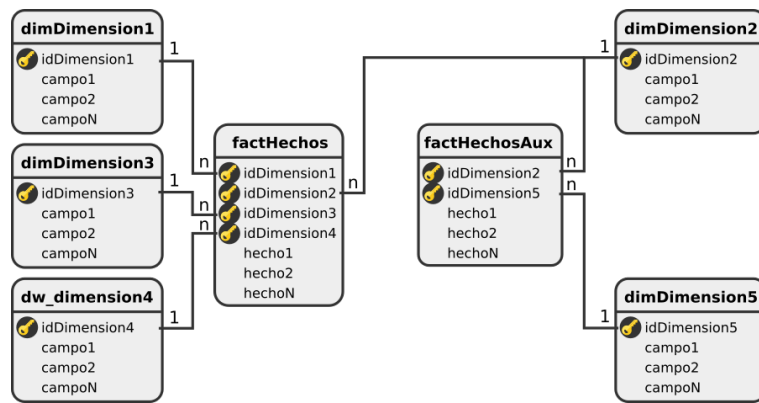 dimDimension1
idDimension1
campo1
campo2
campoN
1
dimDimension3
idDimension3
campo1
campo2
campoN
1
dw_dimension4
idDimension4
campo1
campo2
campoN
1
factHechos
n
idDimension1
idDimension2
n
n
idDimension3
n
idDimension4
hecho1
hecho2
hechoN
factHechosAux
idDimension2
n
idDimension5
n
hecho1
hecho2
hechoN
dimDimension2
1
idDimension2
campo1
campo2
campoN
dimDimension5
1
idDimension5
campo1
campo2
campoN